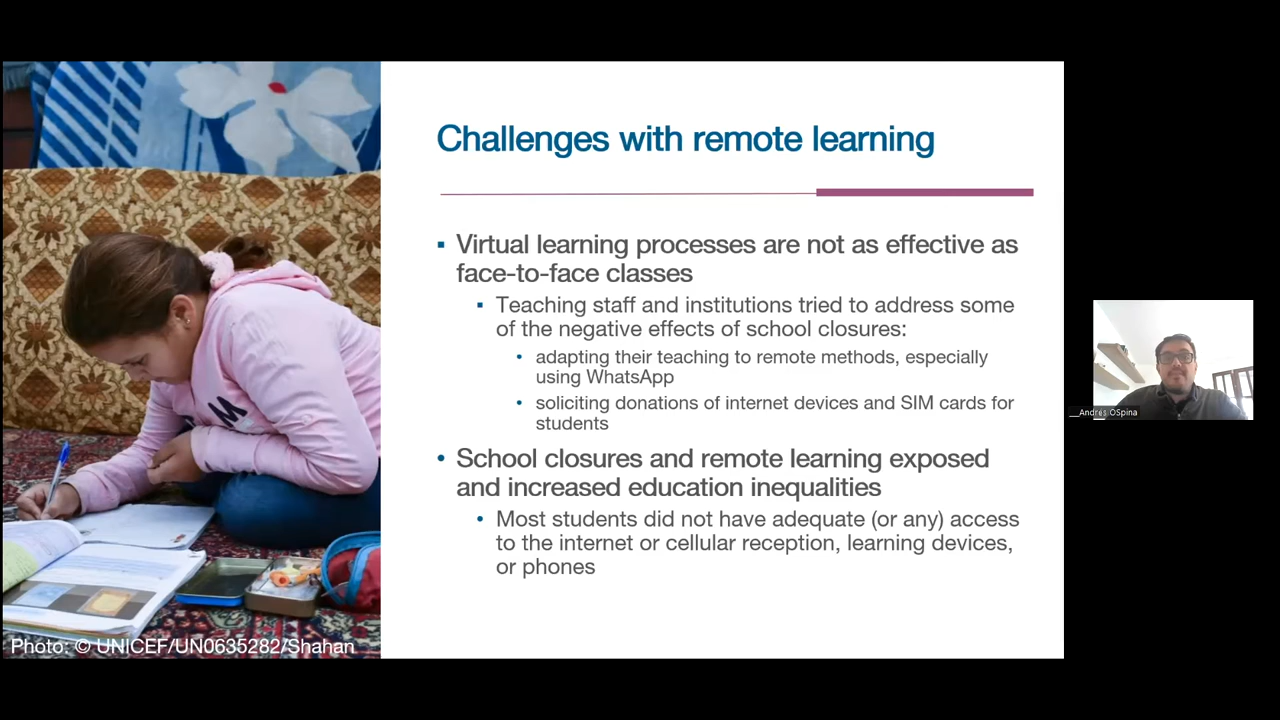 Challenges with remote learning
Virtual learning processes are not as effective as
face-to-face classes
Teaching staff and institutions tried to address some
of the negative effects of school closures:
adapting their teaching to remote methods, especially
using WhatsApp
soliciting donations of internet devices and SIM cards for
students
School closures and remote learning exposed
and increased education inequalities
Most students did not have adequate (or any) access
to the internet or cellular reception, learning devices,
or phones
Photo: © UNICEF/UN0635282/Shahan
__Andrés OSpina